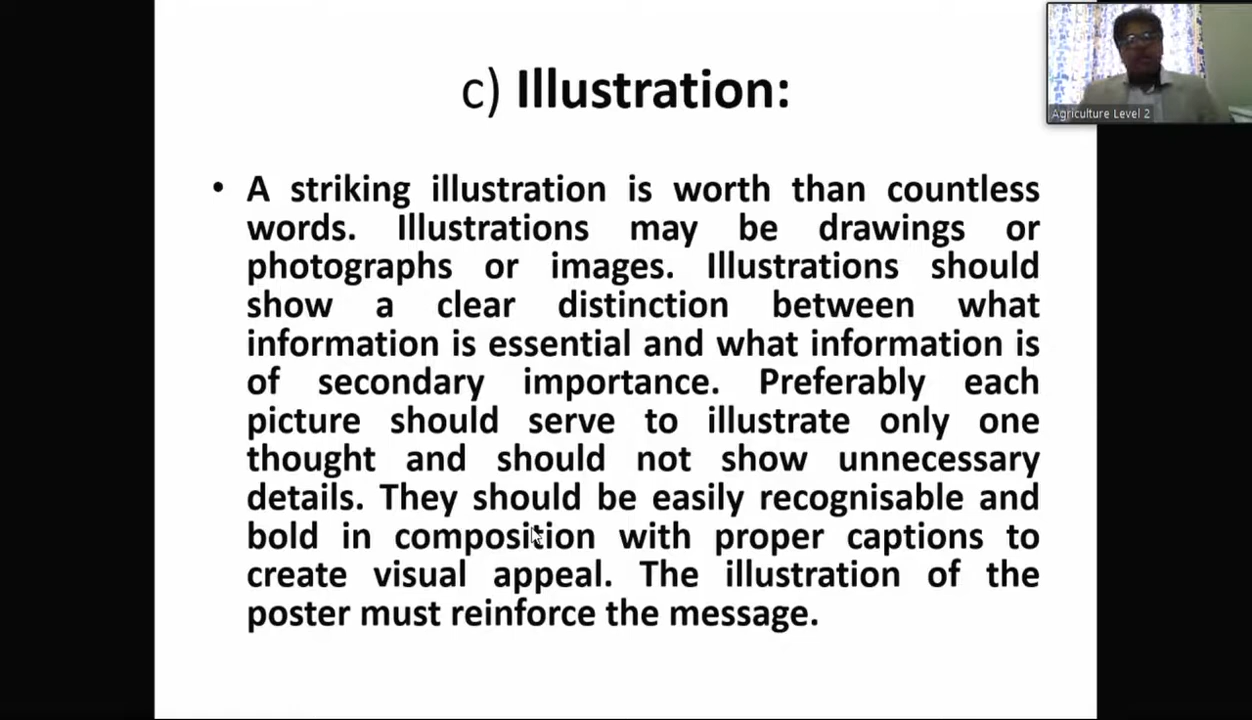 c) Illustration:
Agriculture Level 2
• A striking illustration is worth than countless
words. Illustrations may be drawings or
photographs or images. Illustrations should
show a clear distinction between what
information is essential and what information is
of secondary importance. Preferably each
picture should serve to illustrate only one
thought and should not show unnecessary
details. They should be easily recognisable and
bold in composition with proper captions to
create visual appeal. The illustration of the
poster must reinforce the message.